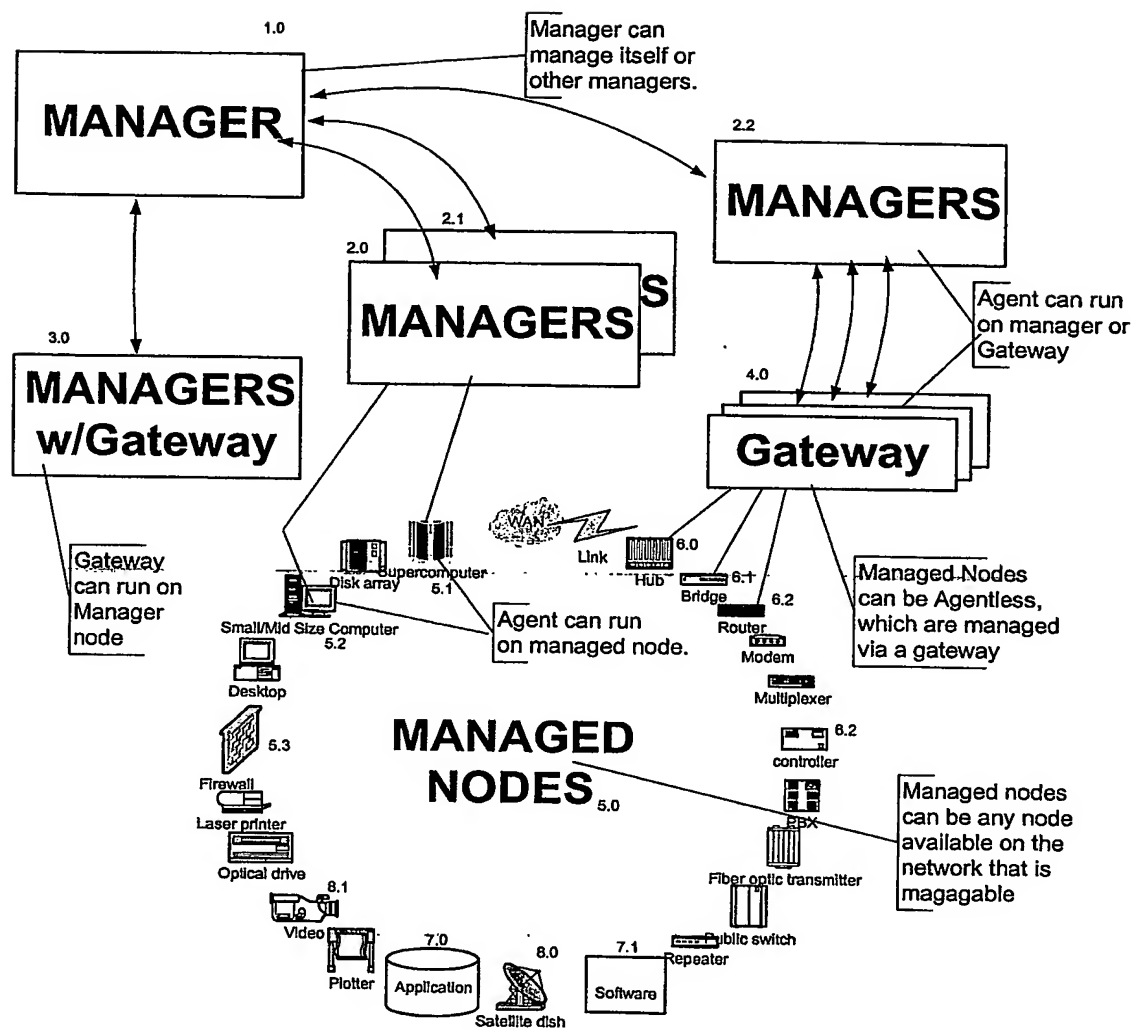 1.0
Manager can
manage itself or
other managers.
MANAGER
2.2
MANAGERS
2.1
2.0
S
MANAGERS
Agent can run
on manager or
Gateway
3.0
MANAGERS
w/Gateway
4.0
Gateway
WAN
Link
6.0
Hub
6.1
Bridge
6.2
Router
Modem
Multiplexer
Gateway
can run on
Manager
node
Disk array
Supercomputer
5.1
Small/Mid Size Computer
5.2
Agent can run
on managed node.
Managed Nodes
can be Agentless,
which are managed
via a gateway
Desktop
5.3
Firewall
MANAGED
NODES 5.0
6.2
controller
PBX
Laser printer
Optical drive
Fiber optic transmitter
Managed nodes
can be any node
available on the
network that is
magagable
8.1
Video
Plotter
7.0
Application
8.0
Satellite dish
7.1
Software
Repeater
Public switch